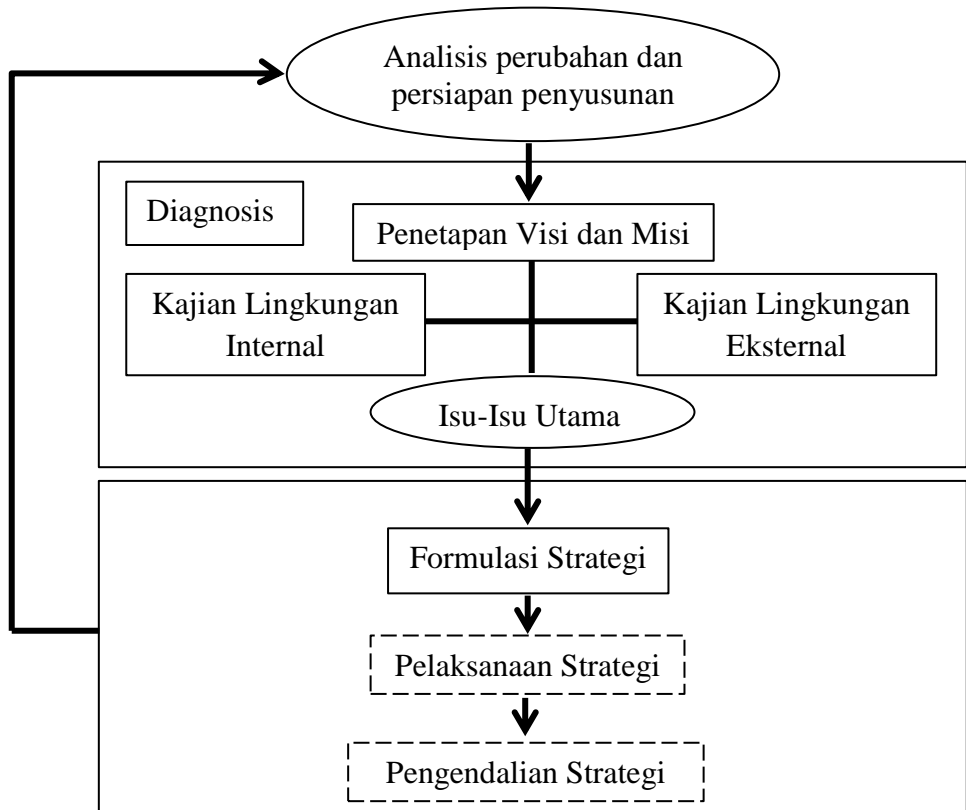 Analisis perubahan dan
persiapan penyusunan
Diagnosis
Penetapan Visi dan Misi
Kajian Lingkungan
Internal
Kajian Lingkungan
Eksternal
Isu-Isu Utama
Formulasi Strategi
Pelaksanaan Strategi
Pengendalian Strategi